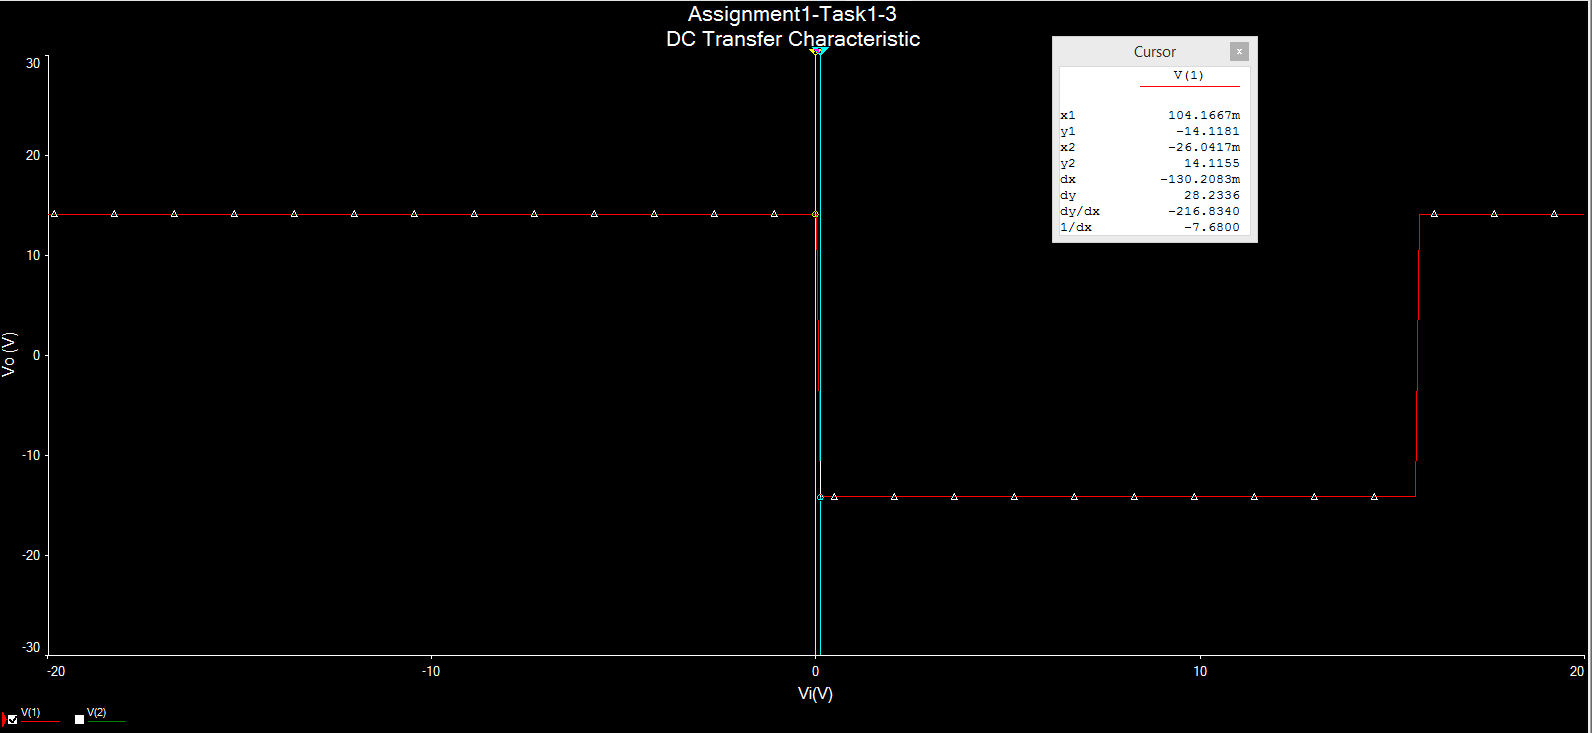 Assignment1-Task1-3
DC Transfer Characteristic
Cursor x
V(1)
x1 104.1667m
y1 -14.1181
x2 -26.0417m
y2 14.1155
dx -130.2083m
dy 28.2336
dy/dx -216.8340
1/dx -7.6800
30
20
10
0
-10
-20
-30
Vo (V)
-20 -10 0 10 20
Vi(V)
V(1) V(2)